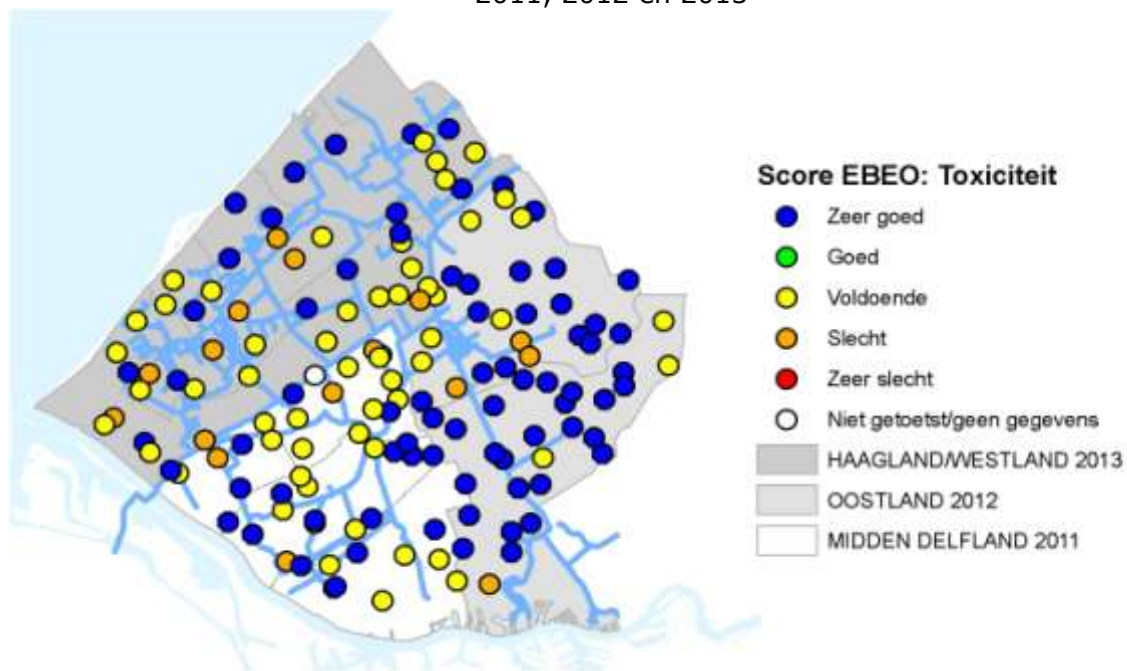 2011, 2012 en 2013
Score EBEO: Toxiciteit
Zeer goed
Goed
Voldoende
Slecht
Zeer slecht
Niet getoetst/geen gegevens
HAAGLAND/WESTLAND 2013
OOSTLAND 2012
MIDDEN DELFLAND 2011